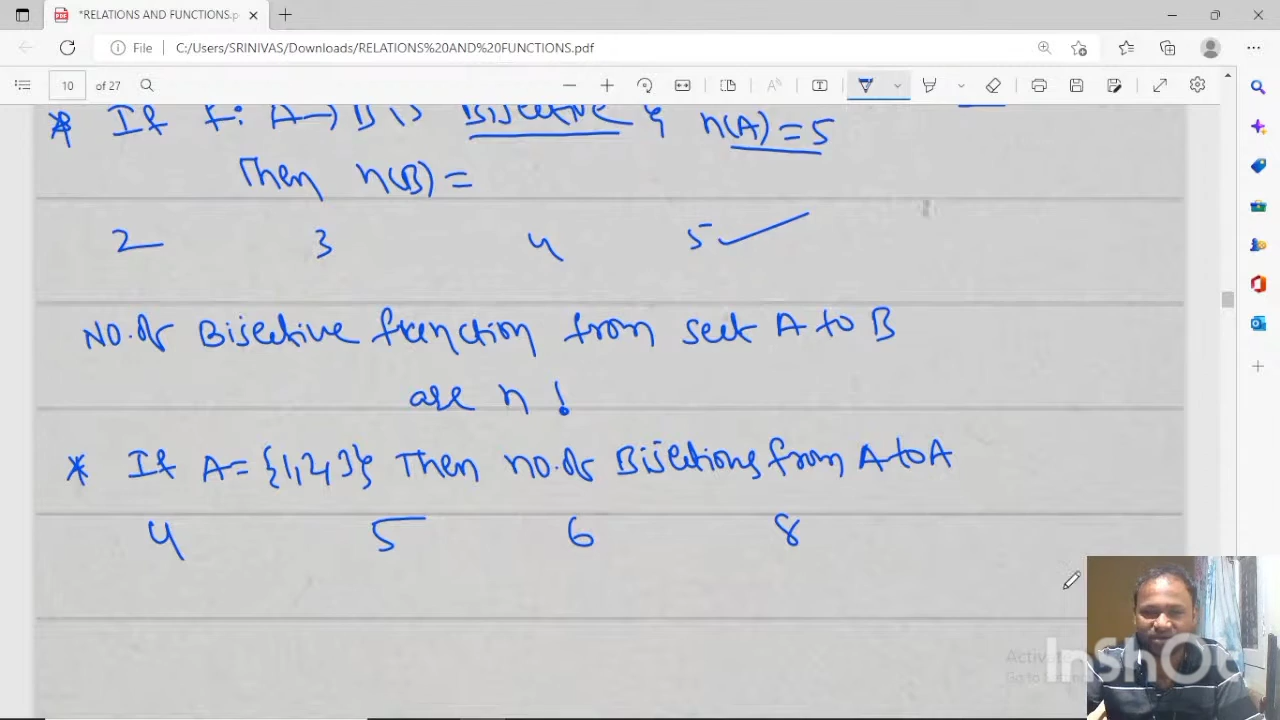 *RELATIONS AND FUNCTIONS.p
File C:/Users/SRINIVAS/Downloads/RELATIONS%20AND%20FUNCTIONS.pdf
10 of 27
* If f: A→B is Bijective & n(A) = 5
Then n(B) =
2 3 4 5 ✓
No. of Bijective function from set A to B
are n !
* If A = {1,2,3} Then no. of Bijections from A to A
4 5 6 8
InShOt